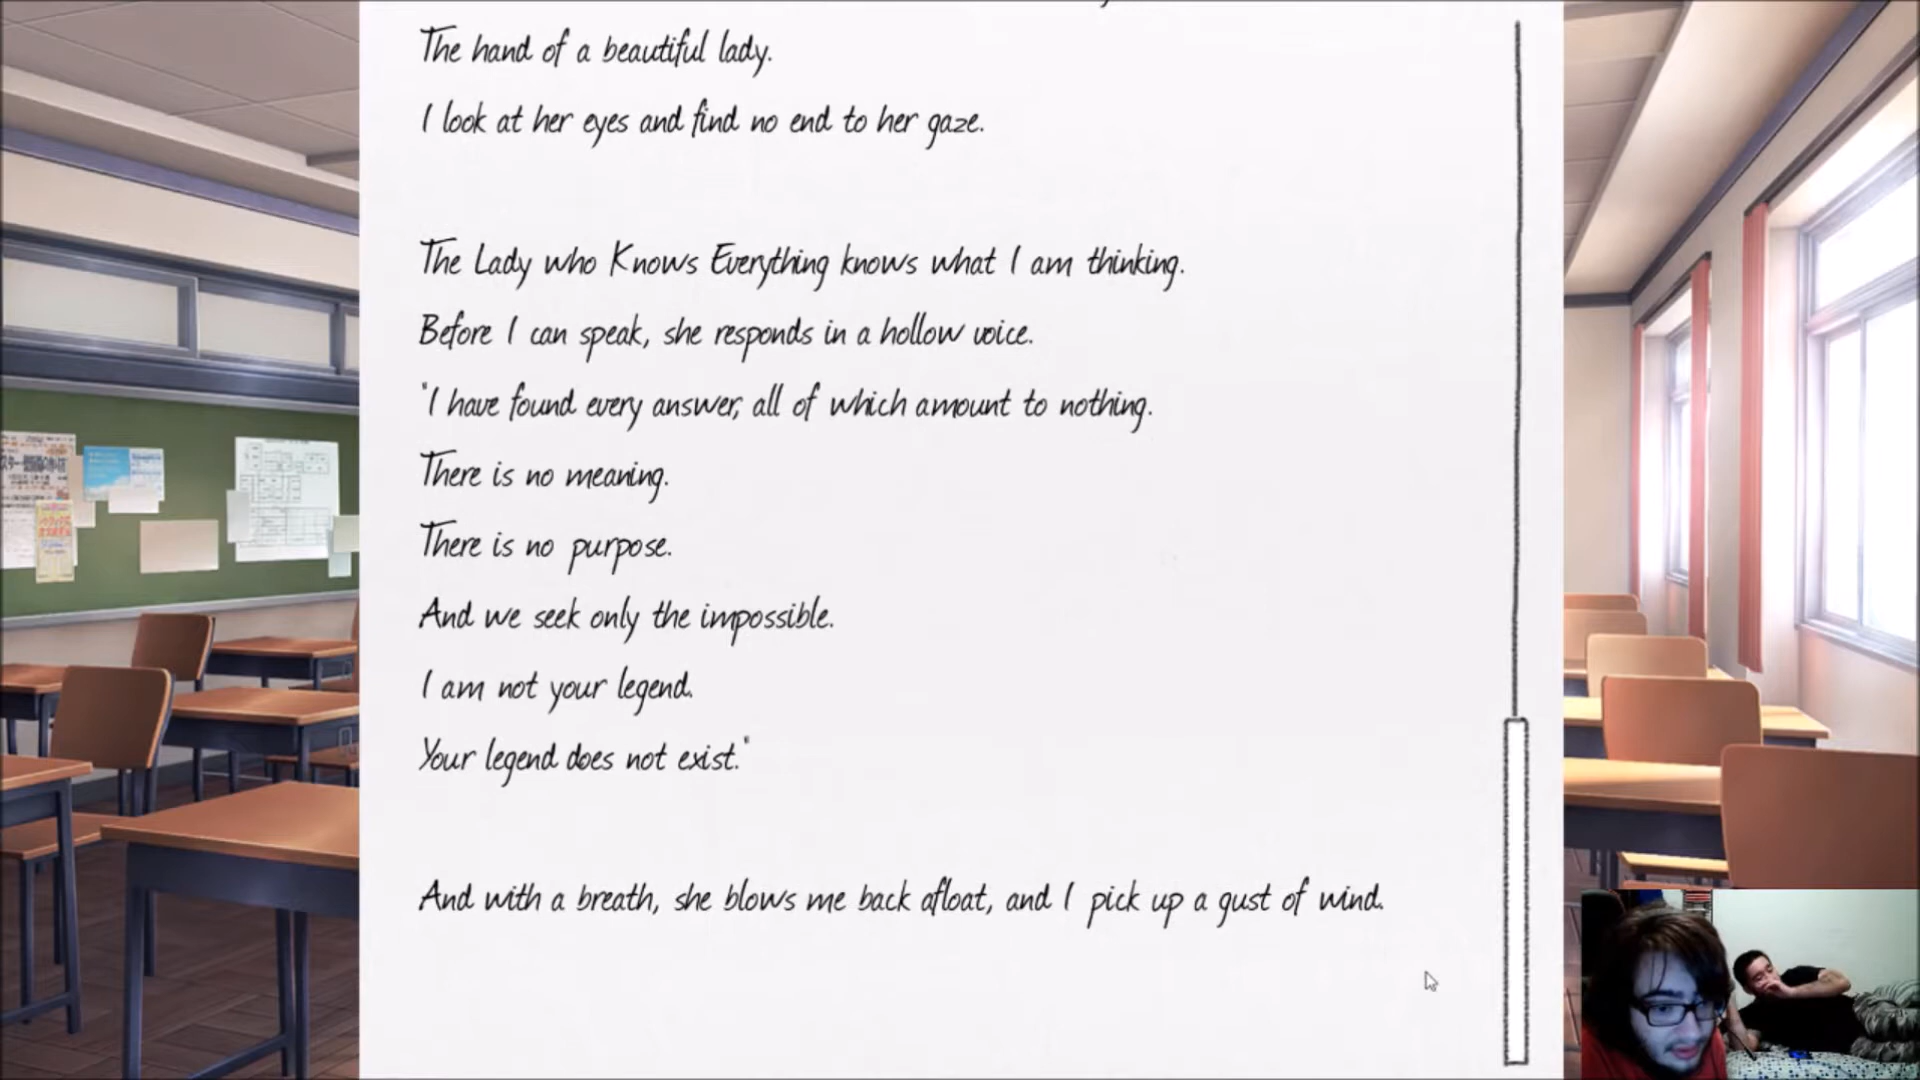 The hand of a beautiful lady.
I look at her eyes and find no end to her gaze.
The Lady who Knows Everything knows what I am thinking.
Before I can speak, she responds in a hollow voice.
"I have found every answer, all of which amount to nothing.
There is no meaning.
There is no purpose.
And we seek only the impossible.
I am not your legend.
Your legend does not exist."
And with a breath, she blows me back afloat, and I pick up a gust of wind.